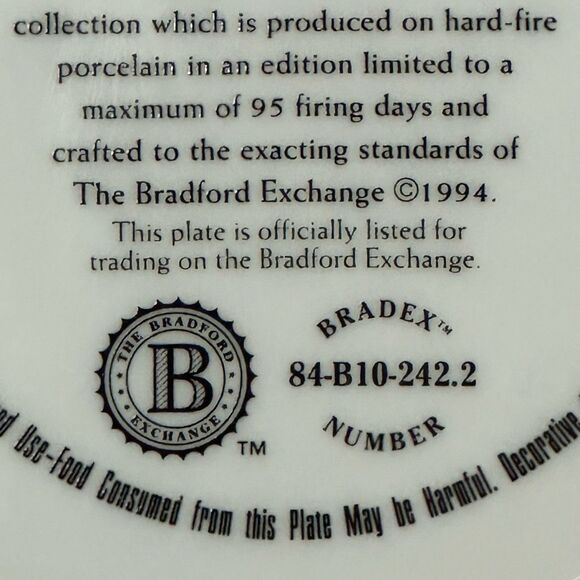 collection which is produced on hard-fire
porcelain in an edition limited to a
maximum of 95 firing days and
crafted to the exacting standards of
The Bradford Exchange ©1994.
This plate is officially listed for
trading on the Bradford Exchange.
THE BRADFORD
B
EXCHANGE
TM
BRADEX™
84-B10-242.2
NUMBER
Use-Food Consumed from this Plate May be Harmful. Decorative